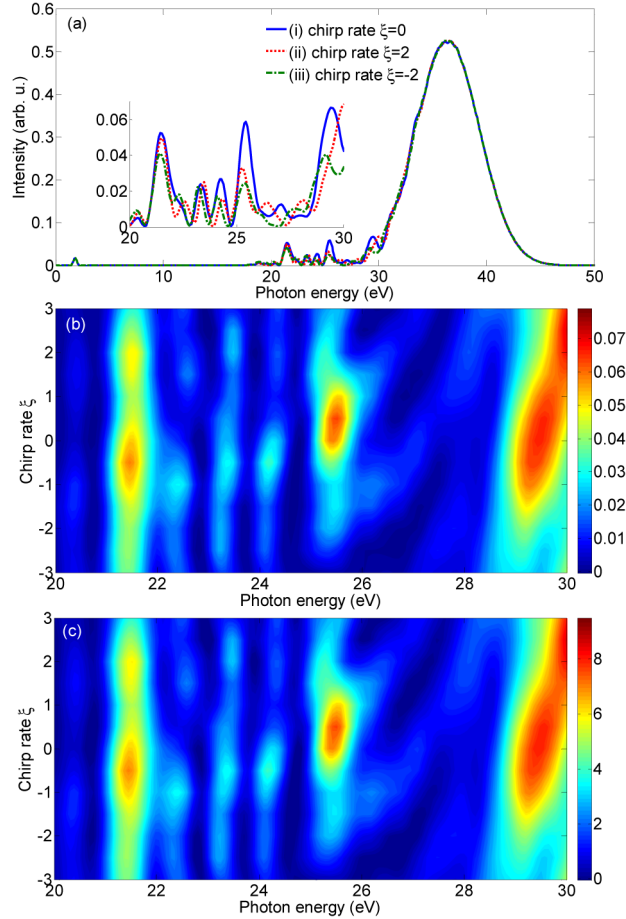 (a)
(i) chirp rate ξ=0
(ii) chirp rate ξ=2
(iii) chirp rate ξ=-2
Intensity (arb. u.)
0.6
0.5
0.4
0.3
0.2
0.1
0
0.06
0.04
0.02
0
20 25 30
0 10 20 30 40 50
Photon energy (eV)
(b)
Chirp rate ξ
3
2
1
0
-1
-2
-3
20 22 24 26 28 30
Photon energy (eV)
0.07
0.06
0.05
0.04
0.03
0.02
0.01
0
(c)
Chirp rate ξ
3
2
1
0
-1
-2
-3
20 22 24 26 28 30
Photon energy (eV)
8
6
4
2
0